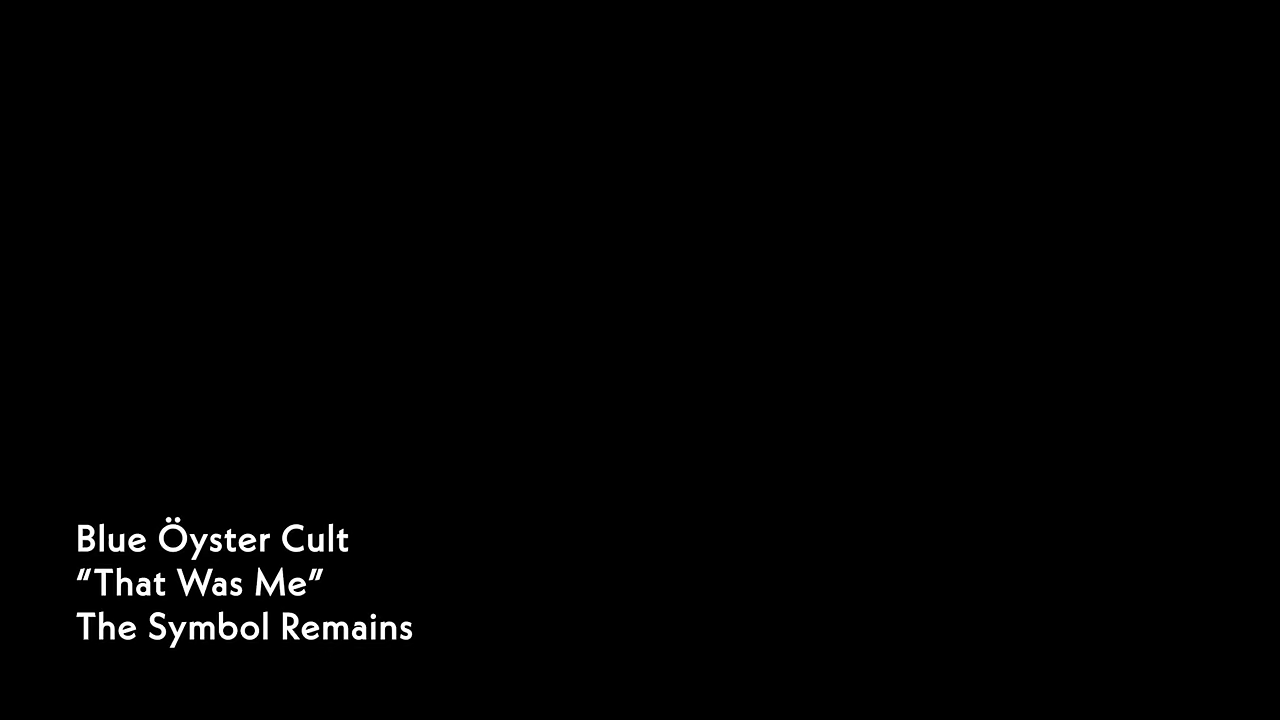 Blue Öyster Cult
“That Was Me”
The Symbol Remains